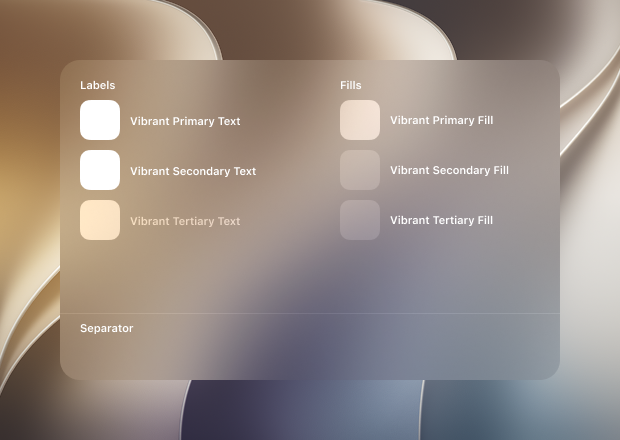 Labels
Vibrant Primary Text
Vibrant Secondary Text
Vibrant Tertiary Text
Fills
Vibrant Primary Fill
Vibrant Secondary Fill
Vibrant Tertiary Fill
Separator